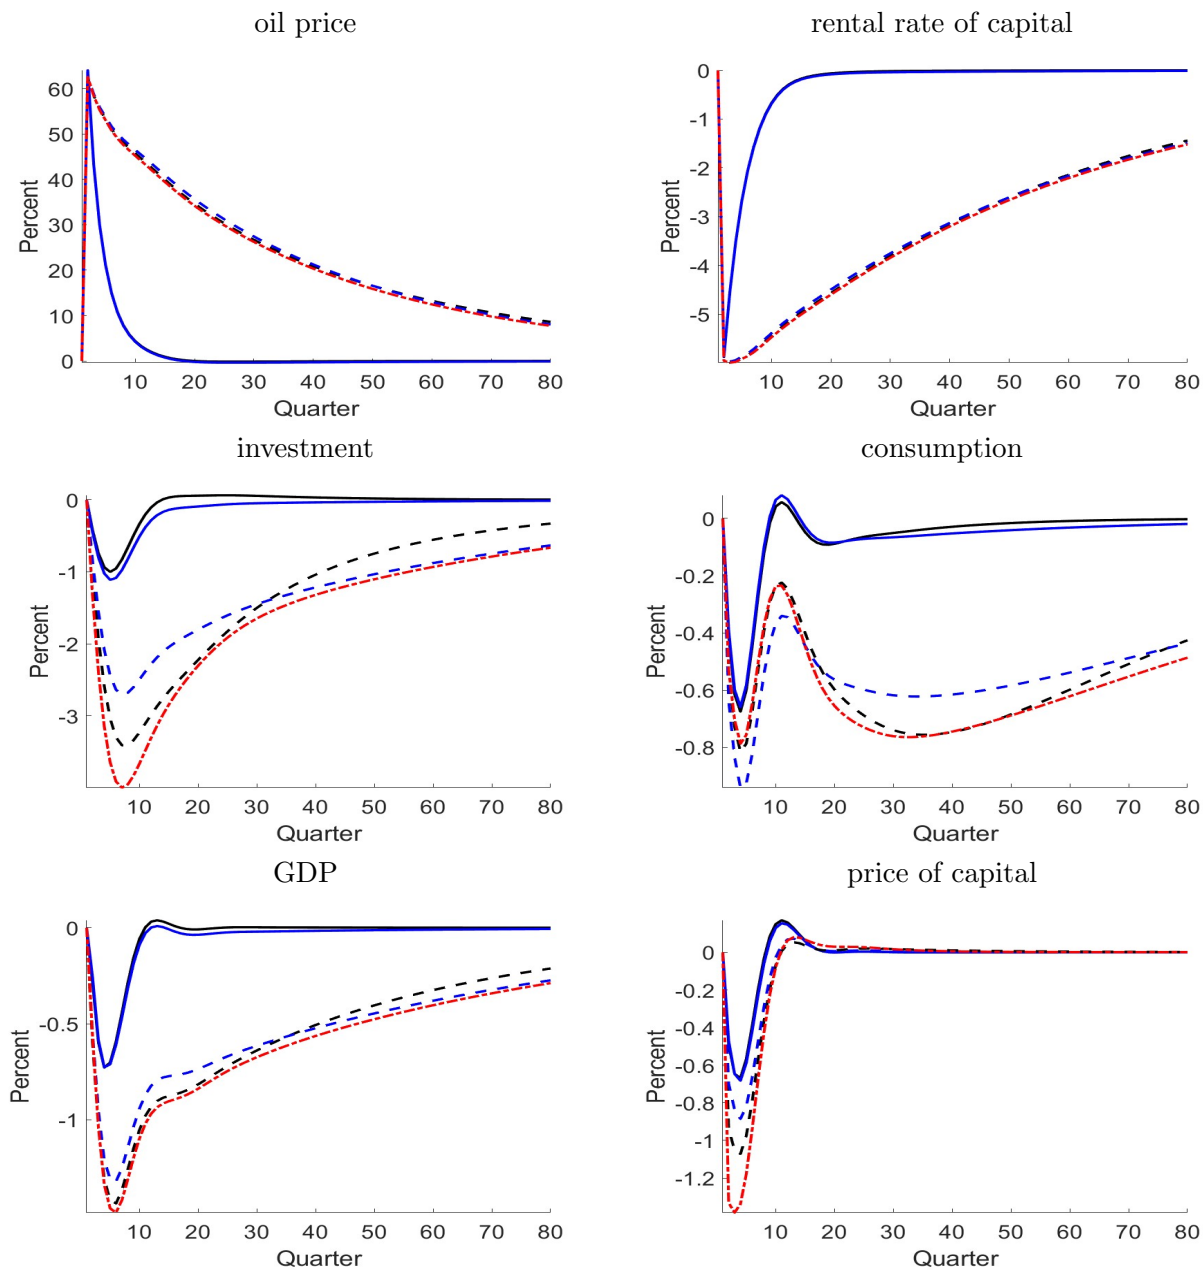 oil price
60
50
40
30
20
10
0
Percent
10 20 30 40 50 60 70 80
Quarter
rental rate of capital
0
-1
-2
-3
-4
-5
Percent
10 20 30 40 50 60 70 80
Quarter
investment
0
-1
-2
-3
Percent
10 20 30 40 50 60 70 80
Quarter
consumption
0
-0.2
-0.4
-0.6
-0.8
Percent
10 20 30 40 50 60 70 80
Quarter
GDP
0
-0.5
-1
Percent
10 20 30 40 50 60 70 80
Quarter
price of capital
0
-0.2
-0.4
-0.6
-0.8
-1
-1.2
Percent
10 20 30 40 50 60 70 80
Quarter